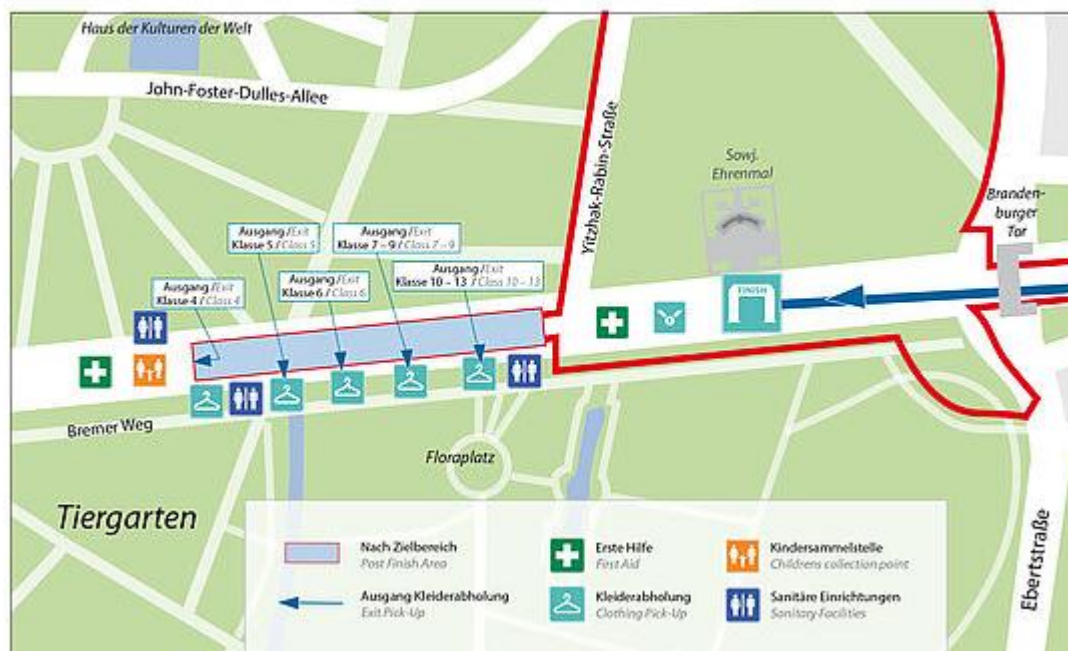 Haus der Kulturen der Welt
John-Foster-Dulles-Allee
Yitzhak-Rabin-Straße
Sowj.
Ehrenmal
Branden-
burger
Tor
Ausgang/Exit
Klasse 5 / Class 5
Ausgang/Exit
Klasse 7 – 9 / Class 7 – 9
Ausgang/Exit
Klasse 4 / Class 4
Ausgang/Exit
Klasse 6 / Class 6
Ausgang/Exit
Klasse 10 – 13 / Class 10 – 13
FINISH
Bremer Weg
Floraplatz
Tiergarten
Ebertstraße
Nach Zielbereich
Post Finish Area
Ausgang Kleiderabholung
Exit Pick-Up
Erste Hilfe
First Aid
Kleiderabholung
Clothing Pick-Up
Kindersammelstelle
Childrens collection point
Sanitäre Einrichtungen
Sanitary-Facilities